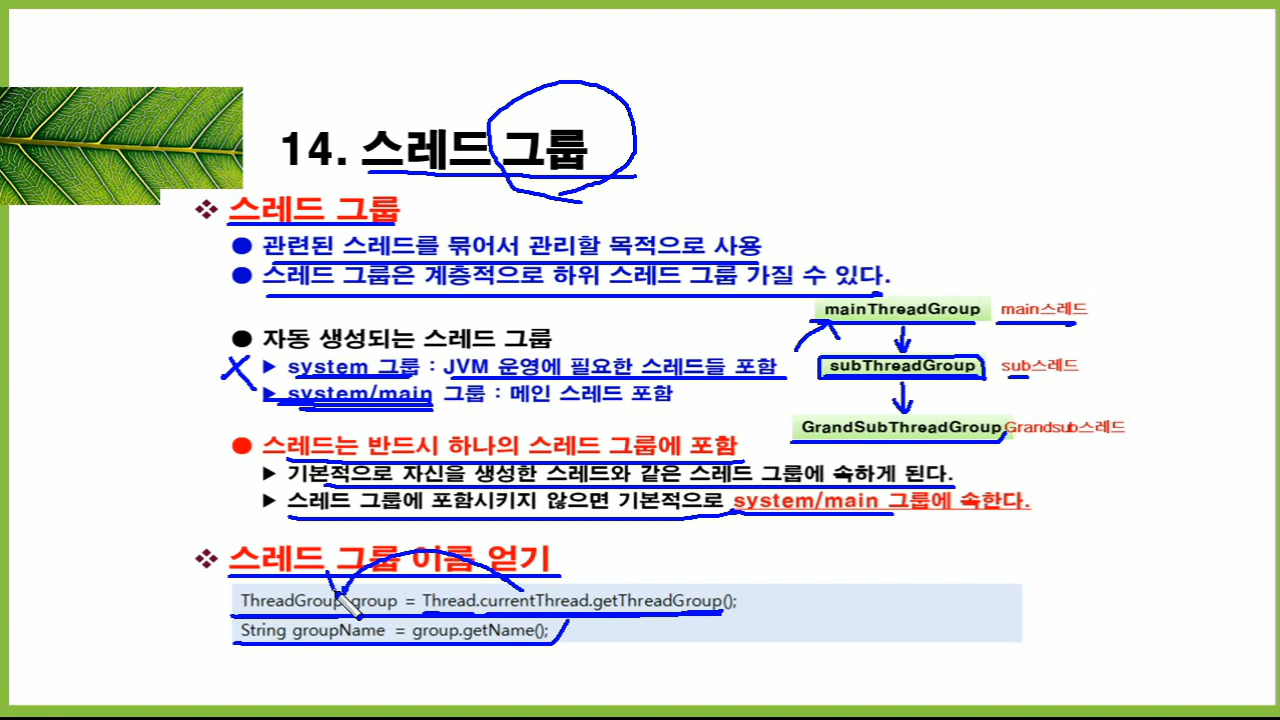 14. 스레드 그룹
스레드 그룹
관련된 스레드를 묶어서 관리할 목적으로 사용
스레드 그룹은 계층적으로 하위 스레드 그룹 가질 수 있다.
mainThreadGroup main스레드
자동 생성되는 스레드 그룹
system 그룹 : JVM 운영에 필요한 스레드들 포함
subThreadGroup sub스레드
system/main 그룹 : 메인 스레드 포함
GrandSubThreadGroup Grandsub스레드
스레드는 반드시 하나의 스레드 그룹에 포함
기본적으로 자신을 생성한 스레드와 같은 스레드 그룹에 속하게 된다.
스레드 그룹에 포함시키지 않으면 기본적으로 system/main 그룹에 속한다.
스레드 그룹 이름 얻기
ThreadGroup group = Thread.currentThread.getThreadGroup();
String groupName = group.getName();